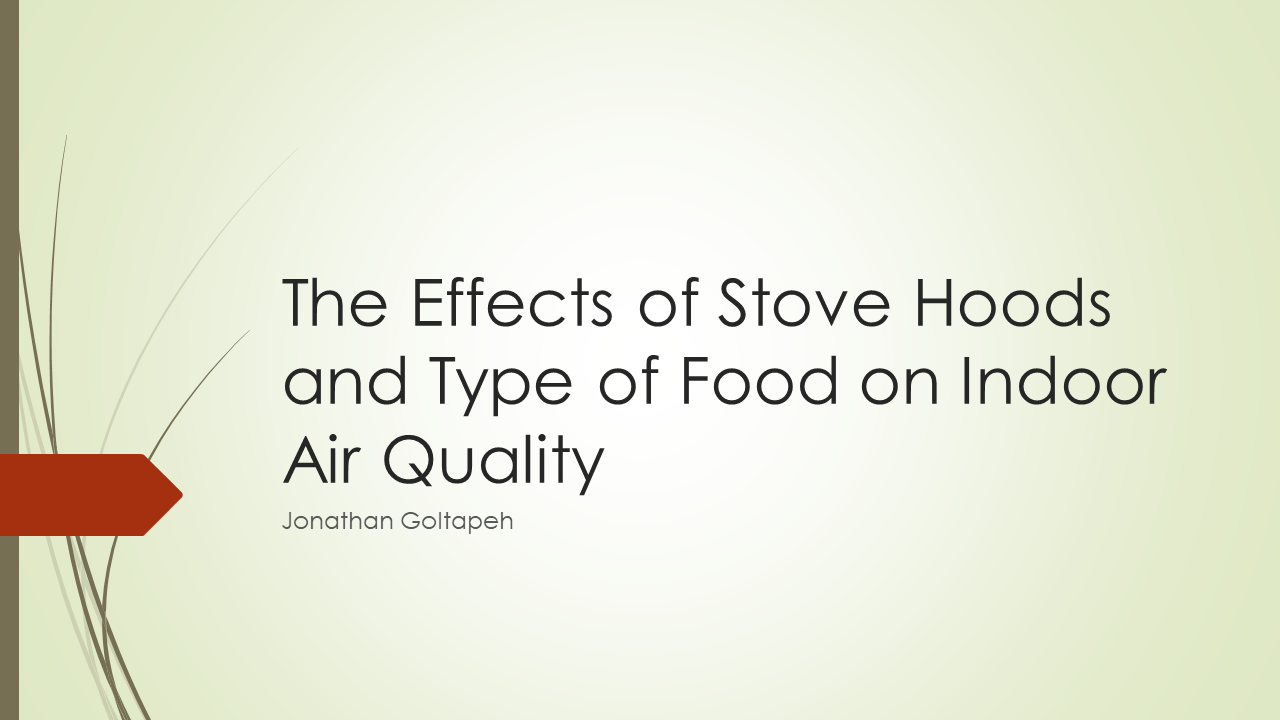 The Effects of Stove Hoods
and Type of Food on Indoor
Air Quality
Jonathan Goltapeh